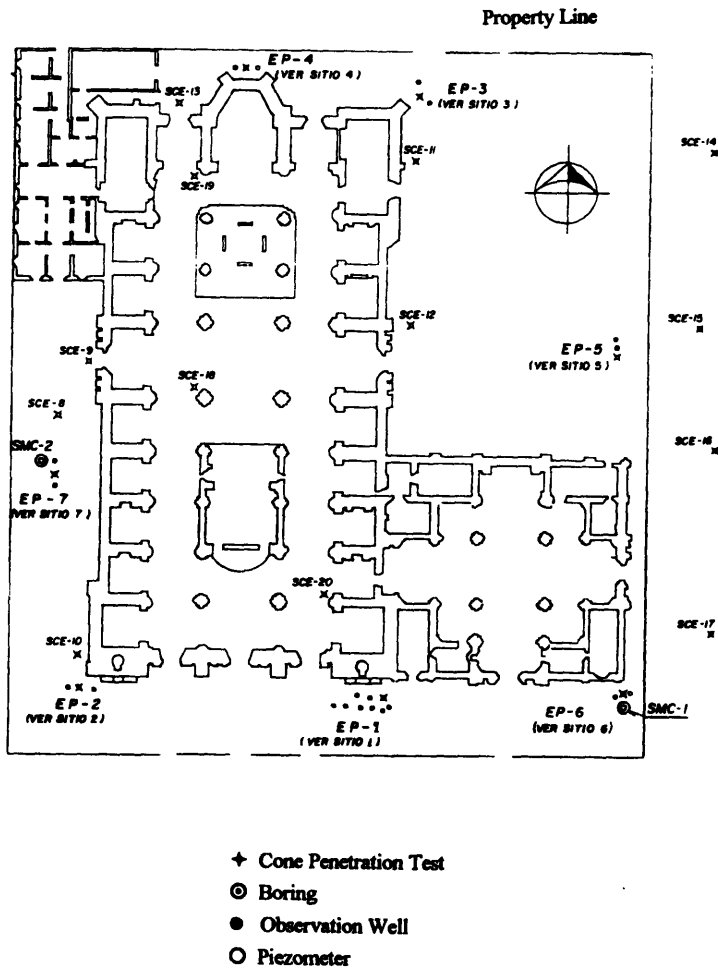 Property Line
EP-4
(VER SITIO 4)
SCE-13
EP-3
(VER SITIO 3)
SCE-11
SCE-14
SCE-19
SCE-12
SCE-15
SCE-9
EP-5
(VER SITIO 5)
SCE-18
SCE-8
SMC-2
SCE-16
EP-7
(VER SITIO 7)
SCE-20
SCE-17
SCE-10
EP-2
(VER SITIO 2)
EP-1
(VER SITIO 1)
EP-6
(VER SITIO 6)
SMC-1
Cone Penetration Test
Boring
Observation Well
Piezometer